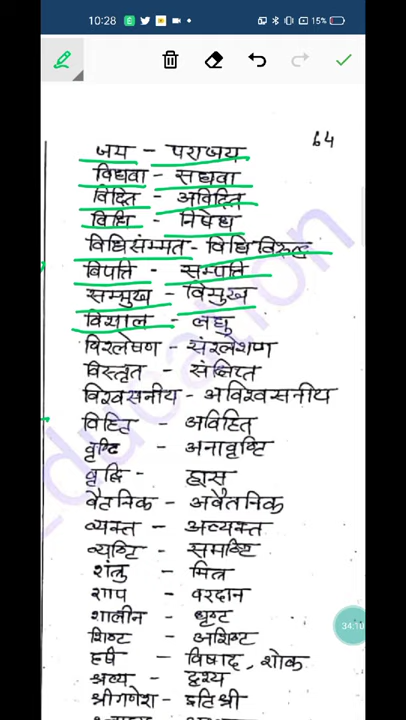 10:28
15%
64
जय - पराजय
विधवा - सधवा
विदित - अविदित
विधि - निषेध
विधिसंम्मत - विधि विरुद्ध
विपत्ति - सम्पत्ति
सम्मुख - विमुख
विसाल - लघु
विश्लेषण - संश्लेशण
विस्तृत - संक्षिप्त
विश्वसनीय - अविश्वसनीय
विहित - अविहित
वृष्टि - अनावृष्टि
वृद्धि - ह्रास
वैतनिक - अवैतनिक
व्यक्त - अव्यक्त
व्यष्टि - समष्टि
शत्रु - मित्र
शाप - वरदान
शालीन - धृष्ट
शिष्ट - अशिष्ट
हर्ष - विषाद, शोक
श्रव्य - दृश्य
श्रीगणेश - इतिश्री
34:10